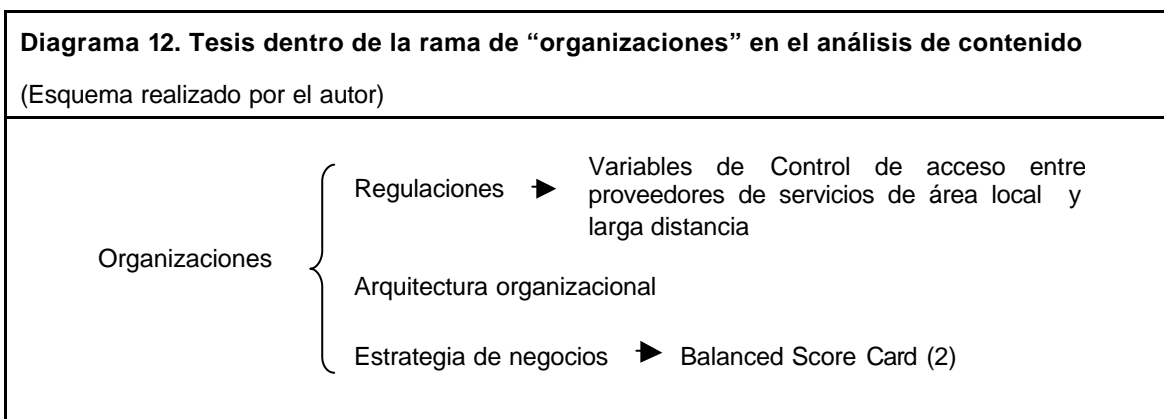 Diagrama 12. Tesis dentro de la rama de “organizaciones” en el análisis de contenido
(Esquema realizado por el autor)
Organizaciones
Regulaciones
Variables de Control de acceso entre
proveedores de servicios de área local y
larga distancia
Arquitectura organizacional
Estrategia de negocios
Balanced Score Card (2)